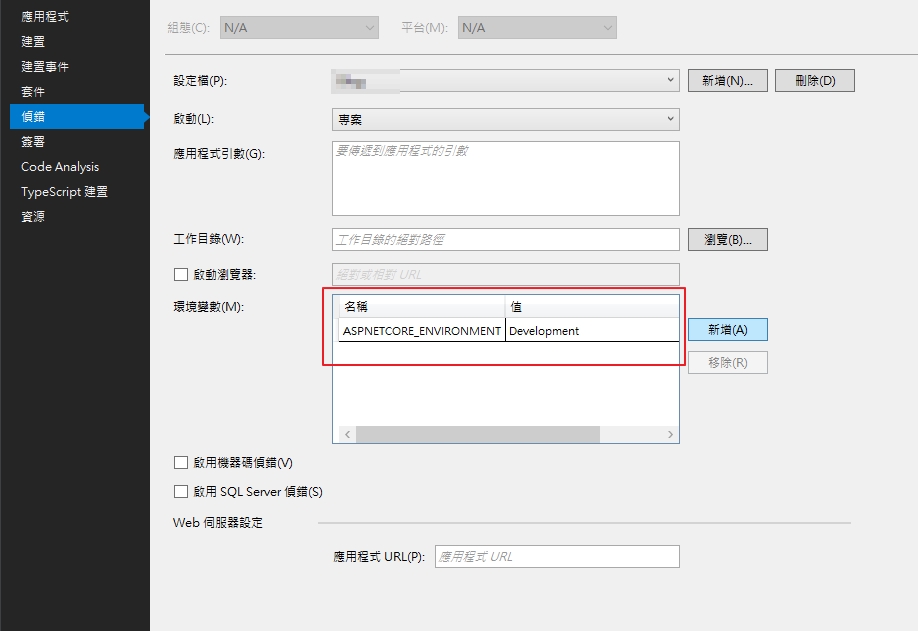 應用程式
建置
建置事件
套件
偵錯
簽署
Code Analysis
TypeScript 建置
資源
組態(C): N/A 平台(M): N/A
設定檔(P): 新增(N)... 刪除(D)
啟動(L): 專案
應用程式引數(G): 要傳遞到應用程式的引數
工作目錄(W): 工作目錄的絕對路徑 瀏覽(B)...
啟動瀏覽器: 絕對或相對 URL
環境變數(M): 名稱 值
ASPNETCORE_ENVIRONMENT Development 新增(A)
移除(R)
啟用機器碼偵錯(V)
啟用 SQL Server 偵錯(S)
Web 伺服器設定
應用程式 URL(P): 應用程式 URL